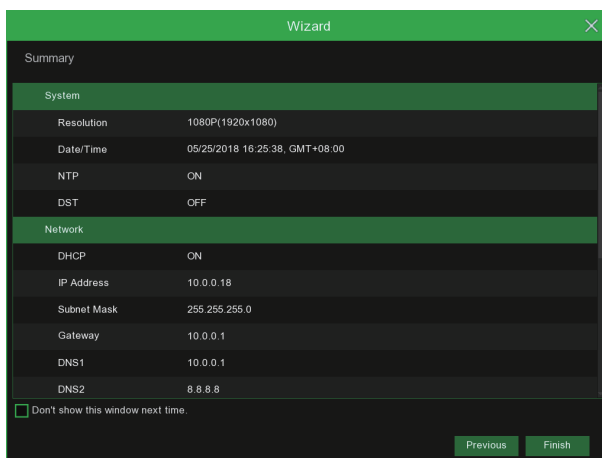 Wizard
Summary
System
Resolution 1080P(1920x1080)
Date/Time 05/25/2018 16:25:38, GMT+08:00
NTP ON
DST OFF
Network
DHCP ON
IP Address 10.0.0.18
Subnet Mask 255.255.255.0
Gateway 10.0.0.1
DNS1 10.0.0.1
DNS2 8.8.8.8
Don't show this window next time.
Previous Finish